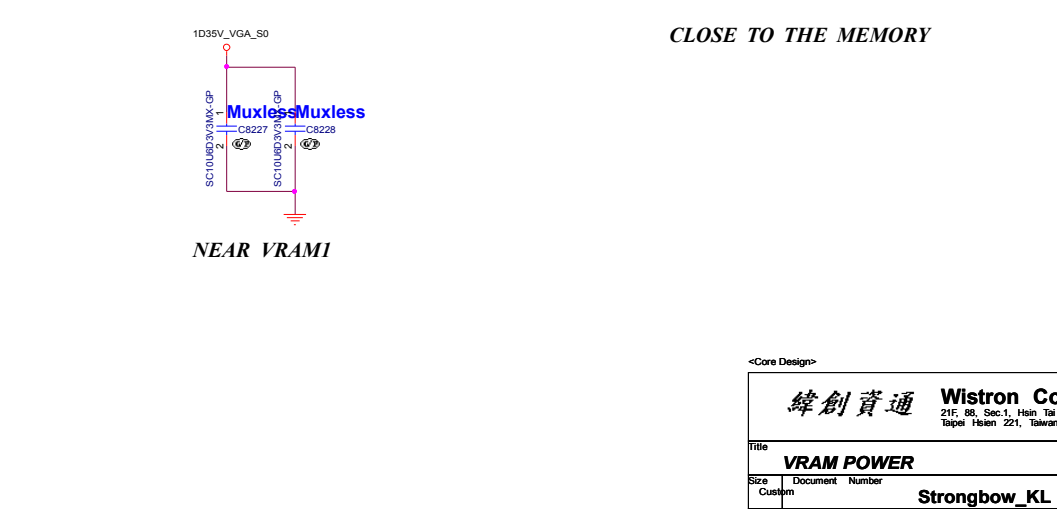 1D35V_VGA_S0
CLOSE TO THE MEMORY
SC10U6D3V3MX-GP
1
2
Muxless
C8227
SC10U6D3V3MX-GP
1
2
Muxless
C8228
NEAR VRAM1
<Core Design>
緯創資通
Wistron Co
21F, 88, Sec.1, Hsin Tai
Taipei Hsien 221, Taiwan
Title
VRAM POWER
Size
Custom
Document Number
Strongbow_KL